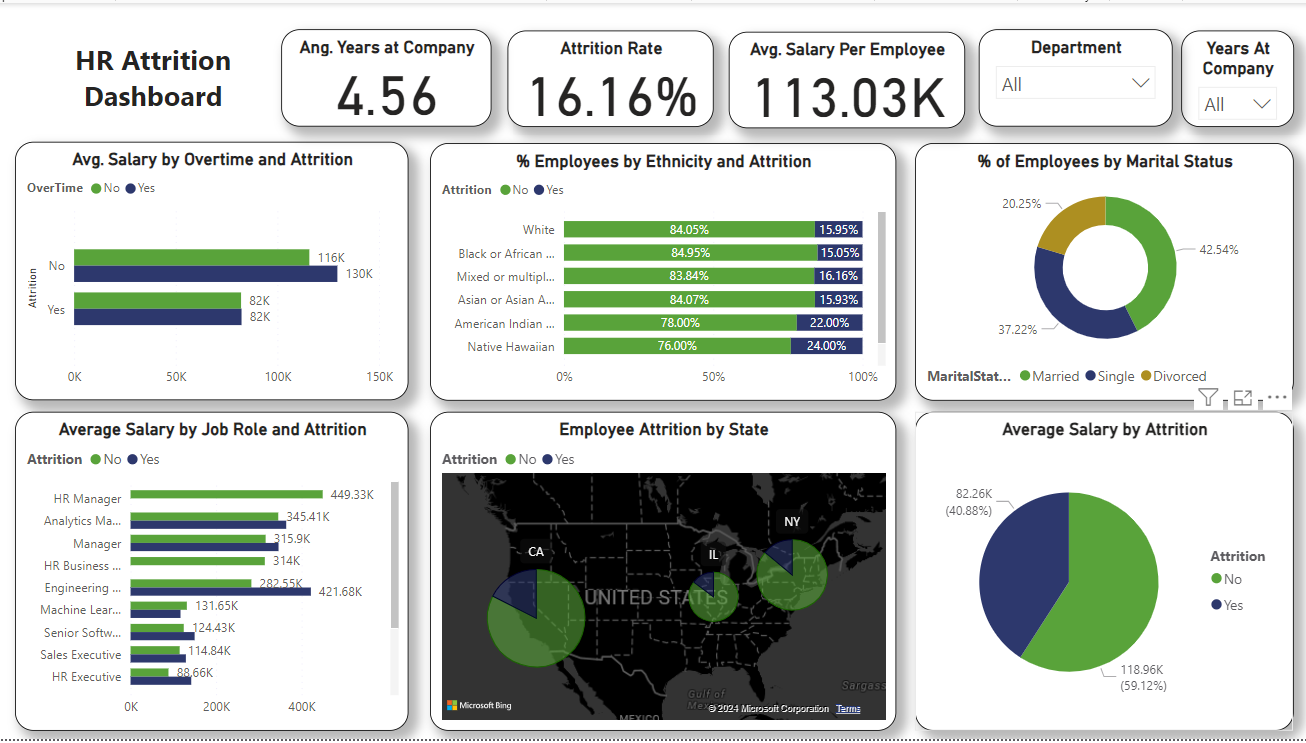 HR Attrition
Dashboard
Ang. Years at Company
4.56
Attrition Rate
16.16%
Avg. Salary Per Employee
113.03K
Department
All
Years At
Company
All
Avg. Salary by Overtime and Attrition
OverTime No Yes
Attrition
No
116K
130K
Yes
82K
82K
0K 50K 100K 150K
% Employees by Ethnicity and Attrition
Attrition No Yes
White 84.05% 15.95%
Black or African ... 84.95% 15.05%
Mixed or multipl... 83.84% 16.16%
Asian or Asian A... 84.07% 15.93%
American Indian ... 78.00% 22.00%
Native Hawaiian 76.00% 24.00%
0% 50% 100%
% of Employees by Marital Status
20.25%
42.54%
37.22%
MaritalStat... Married Single Divorced
Average Salary by Job Role and Attrition
Attrition No Yes
HR Manager 449.33K
Analytics Ma... 345.41K
Manager 315.9K
HR Business ... 314K
Engineering ... 282.55K
421.68K
Machine Lear... 131.65K
Senior Softw... 124.43K
Sales Executive 114.84K
HR Executive 88.66K
0K 200K 400K
Employee Attrition by State
Attrition No Yes
NY
CA
IL
UNITED STATES
Sargass
Gulf of
Mex
Microsoft Bing
© 2024 Microsoft Corporation Terms
MEXICO
Average Salary by Attrition
82.26K
(40.88%)
Attrition
No
Yes
118.96K
(59.12%)